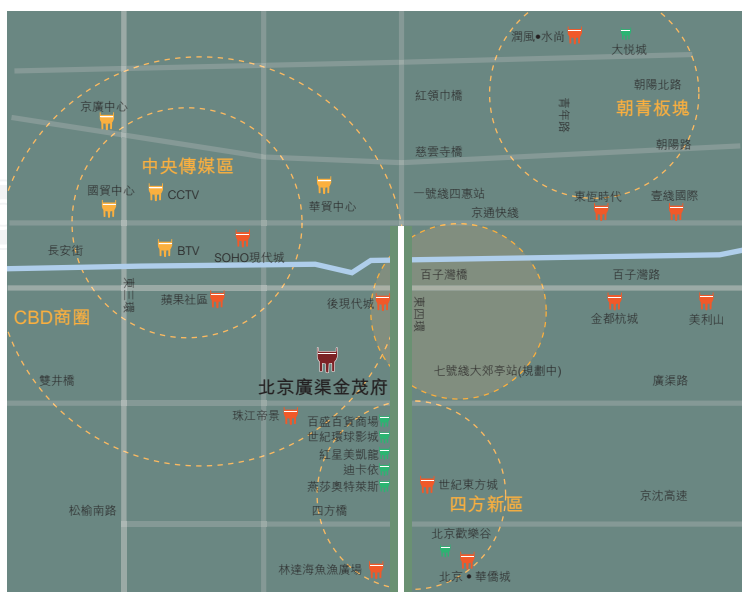 潤風•水尚
大悅城
朝陽北路
京廣中心
紅領巾橋
青年路
朝青板塊
慈雲寺橋
朝陽路
中央傳媒區
國貿中心
CCTV
華貿中心
一號綫四惠站
東恆時代
壹綫國際
京通快綫
長安街
BTV
SOHO現代城
百子灣橋
百子灣路
東三環
蘋果社區
後現代城
東四環
金都杭城
美利山
CBD商圈
雙井橋
北京廣渠金茂府
七號綫大郊亭站(規劃中)
廣渠路
珠江帝景
百盛百貨商場
世紀環球影城
紅星美凱龍
迪卡依
燕莎奧特萊斯
世紀東方城
京沈高速
松榆南路
四方橋
四方新區
北京歡樂谷
林達海魚漁廣場
北京•華僑城